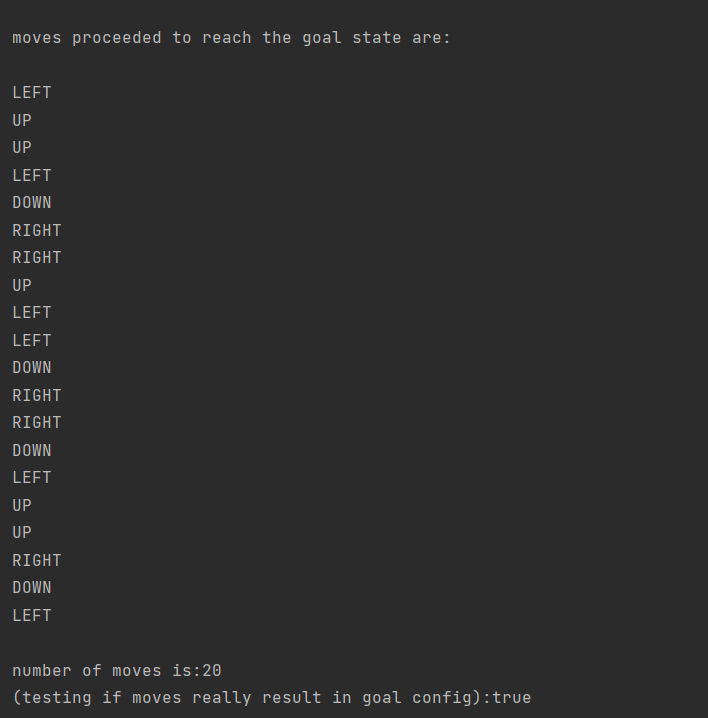 moves proceeded to reach the goal state are:
LEFT
UP
UP
LEFT
DOWN
RIGHT
RIGHT
UP
LEFT
LEFT
DOWN
RIGHT
RIGHT
DOWN
LEFT
UP
UP
RIGHT
DOWN
LEFT
number of moves is:20
(testing if moves really result in goal config):true